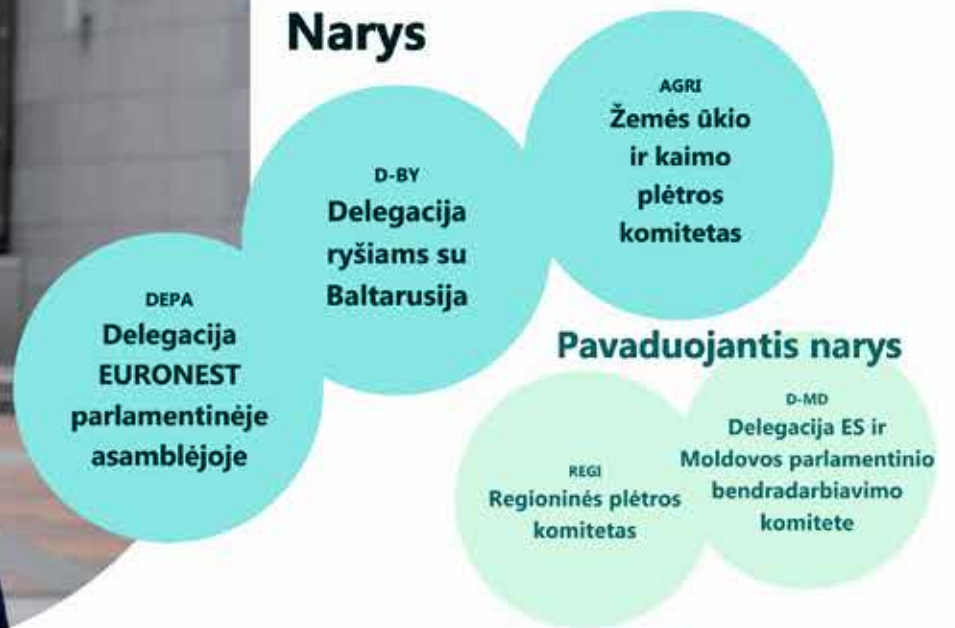 Narys
AGRI
Žemės ūkio
ir kaimo
plėtros
komitetas
D-BY
Delegacija
ryšiams su
Baltarusija
DEPA
Delegacija
EURONEST
parlamentinėje
asamblėjoje
Pavaduojantis narys
D-MD
Delegacija ES ir
Moldovos parlamentinio
bendradarbiavimo
komitete
REGI
Regioninės plėtros
komitetas